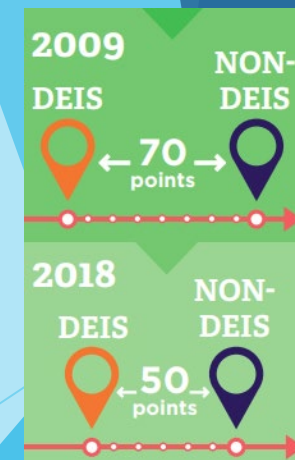 2009
NON-
DEIS DEIS
←70→
points
2018
NON-
DEIS DEIS
←50→
points